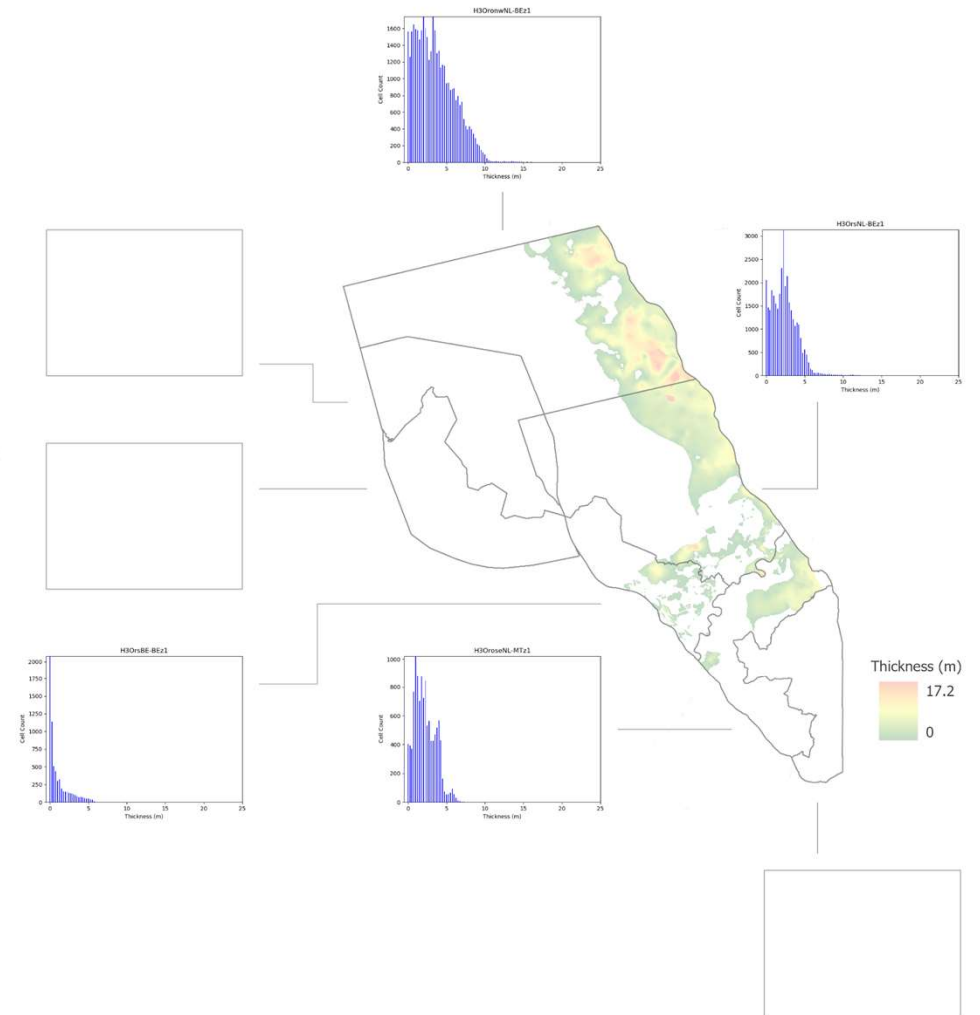 H3OronwNL-BEz1
Cell Count
1600
1400
1200
1000
800
600
400
200
0
0 5 10 15 20 25
Thickness (m)
H3OrsNL-BEz1
Cell Count
3000
2500
2000
1500
1000
500
0
0 5 10 15 20 25
Thickness (m)
H3OrsBE-BEz1
Cell Count
2000
1750
1500
1250
1000
750
500
250
0
0 5 10 15 20 25
Thickness (m)
H3OroseNL-MTz1
Cell Count
1000
800
600
400
200
0
0 5 10 15 20 25
Thickness (m)
Thickness (m)
17.2
0